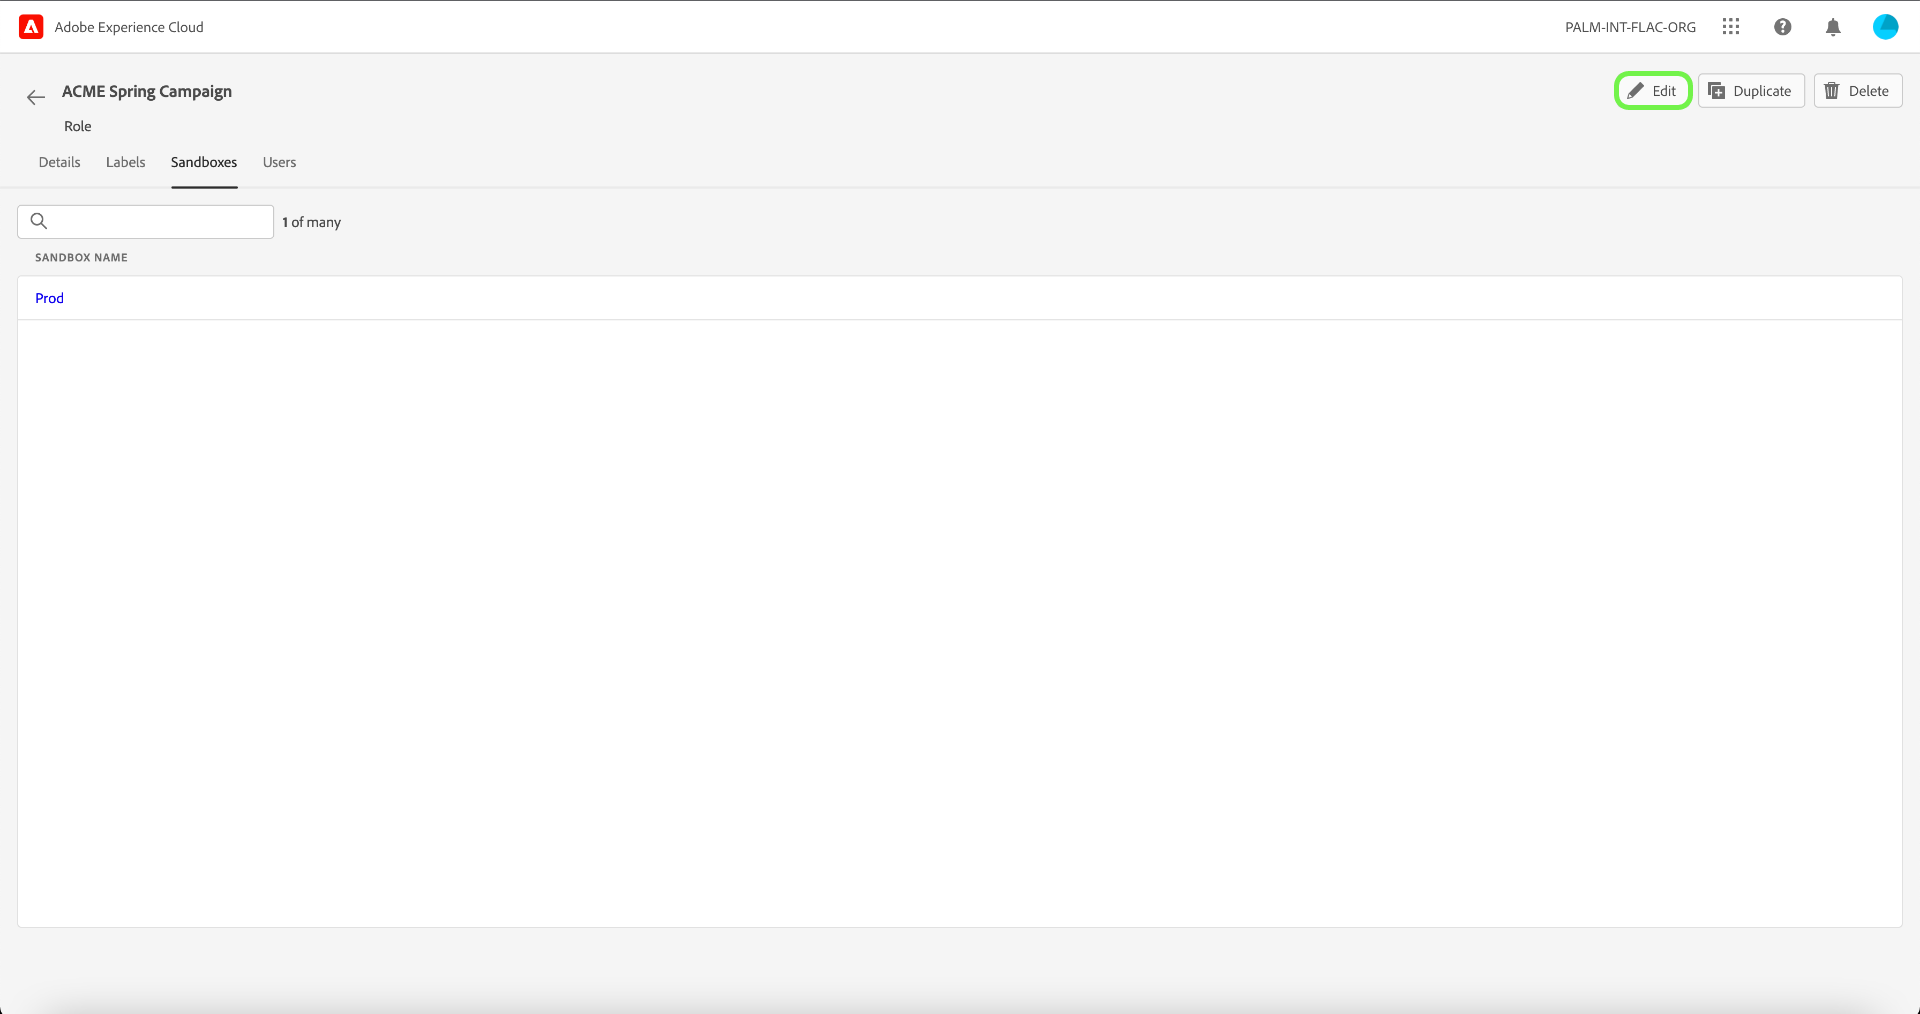 Adobe Experience Cloud
PALM-INT-FLAC-ORG
ACME Spring Campaign
Edit
Duplicate
Delete
Role
Details
Labels
Sandboxes
Users
1 of many
SANDBOX NAME
Prod